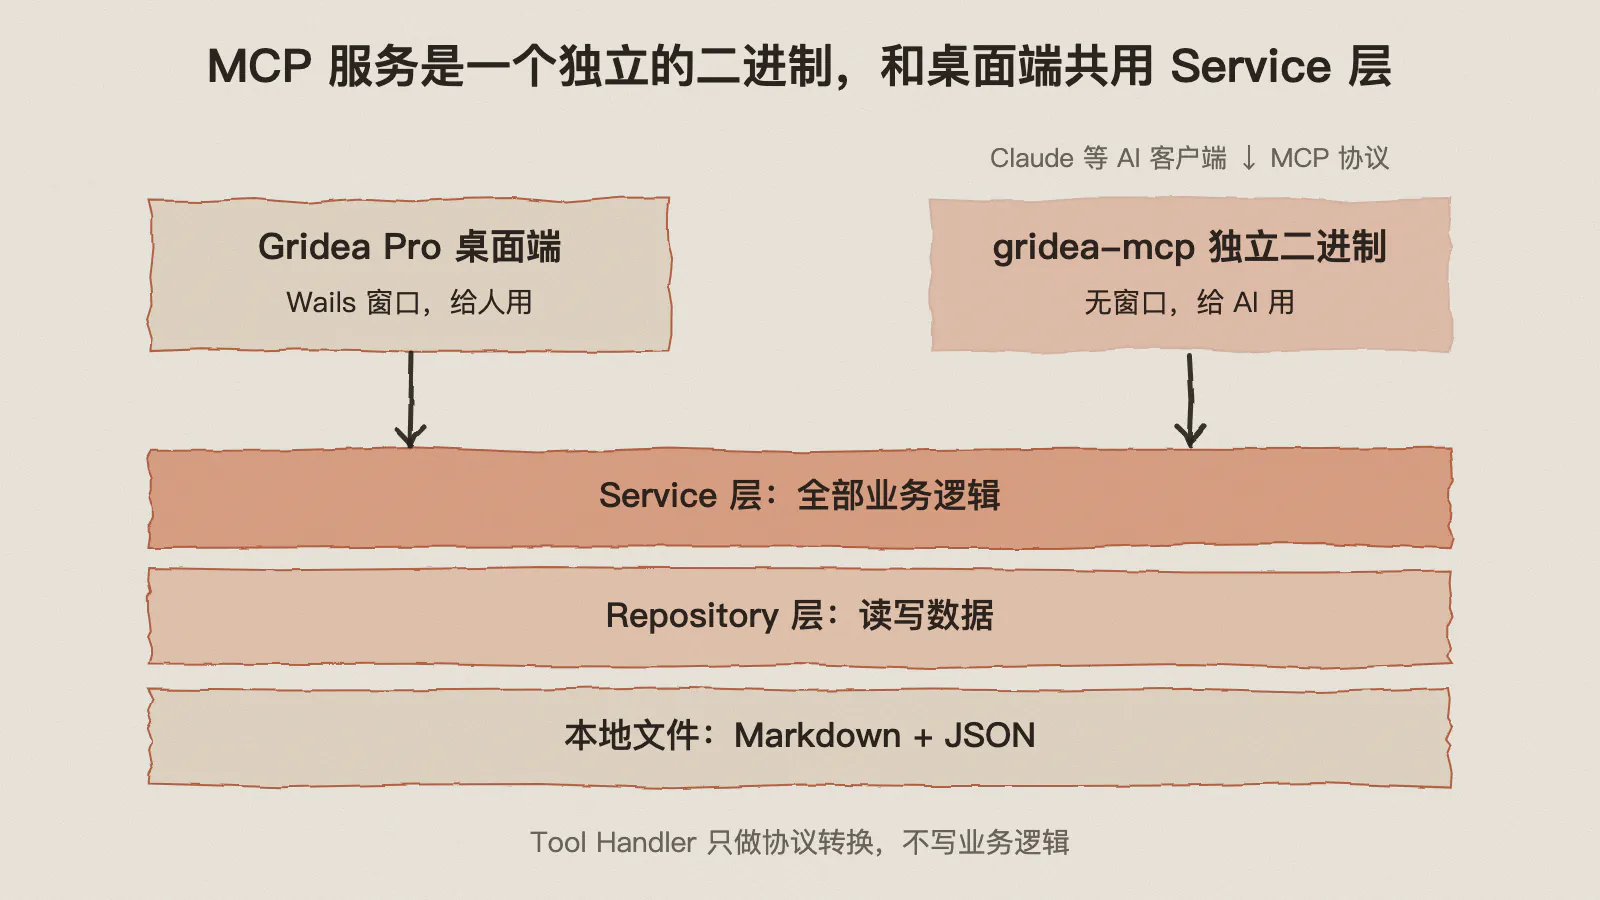 MCP 服务是一个独立的二进制，和桌面端共用 Service 层
Claude 等 AI 客户端 ↓ MCP 协议
Gridea Pro 桌面端
Wails 窗口，给人用
gridea-mcp 独立二进制
无窗口，给 AI 用
Service 层：全部业务逻辑
Repository 层：读写数据
本地文件：Markdown + JSON
Tool Handler 只做协议转换，不写业务逻辑